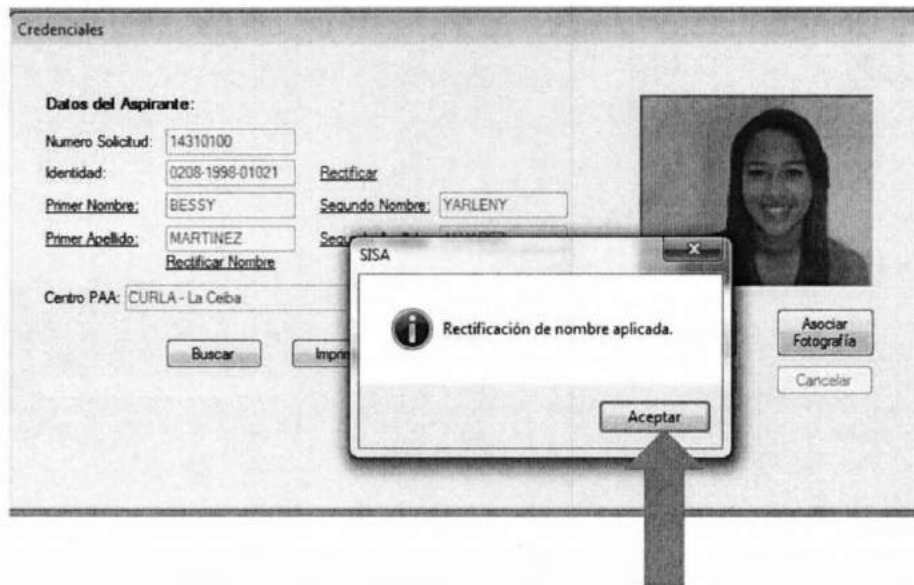 Credenciales
Datos del Aspirante:
Numero Solicitud: 14310100
Identidad: 0208-1998-01021 Rectificar
Primer Nombre: BESSY Segundo Nombre: YARLENY
Primer Apellido: MARTINEZ
Rectificar Nombre
Centro PAA: CURLA - La Ceiba
Buscar
SISA
Rectificación de nombre aplicada.
Aceptar
Asociar
Fotografía
Cancelar